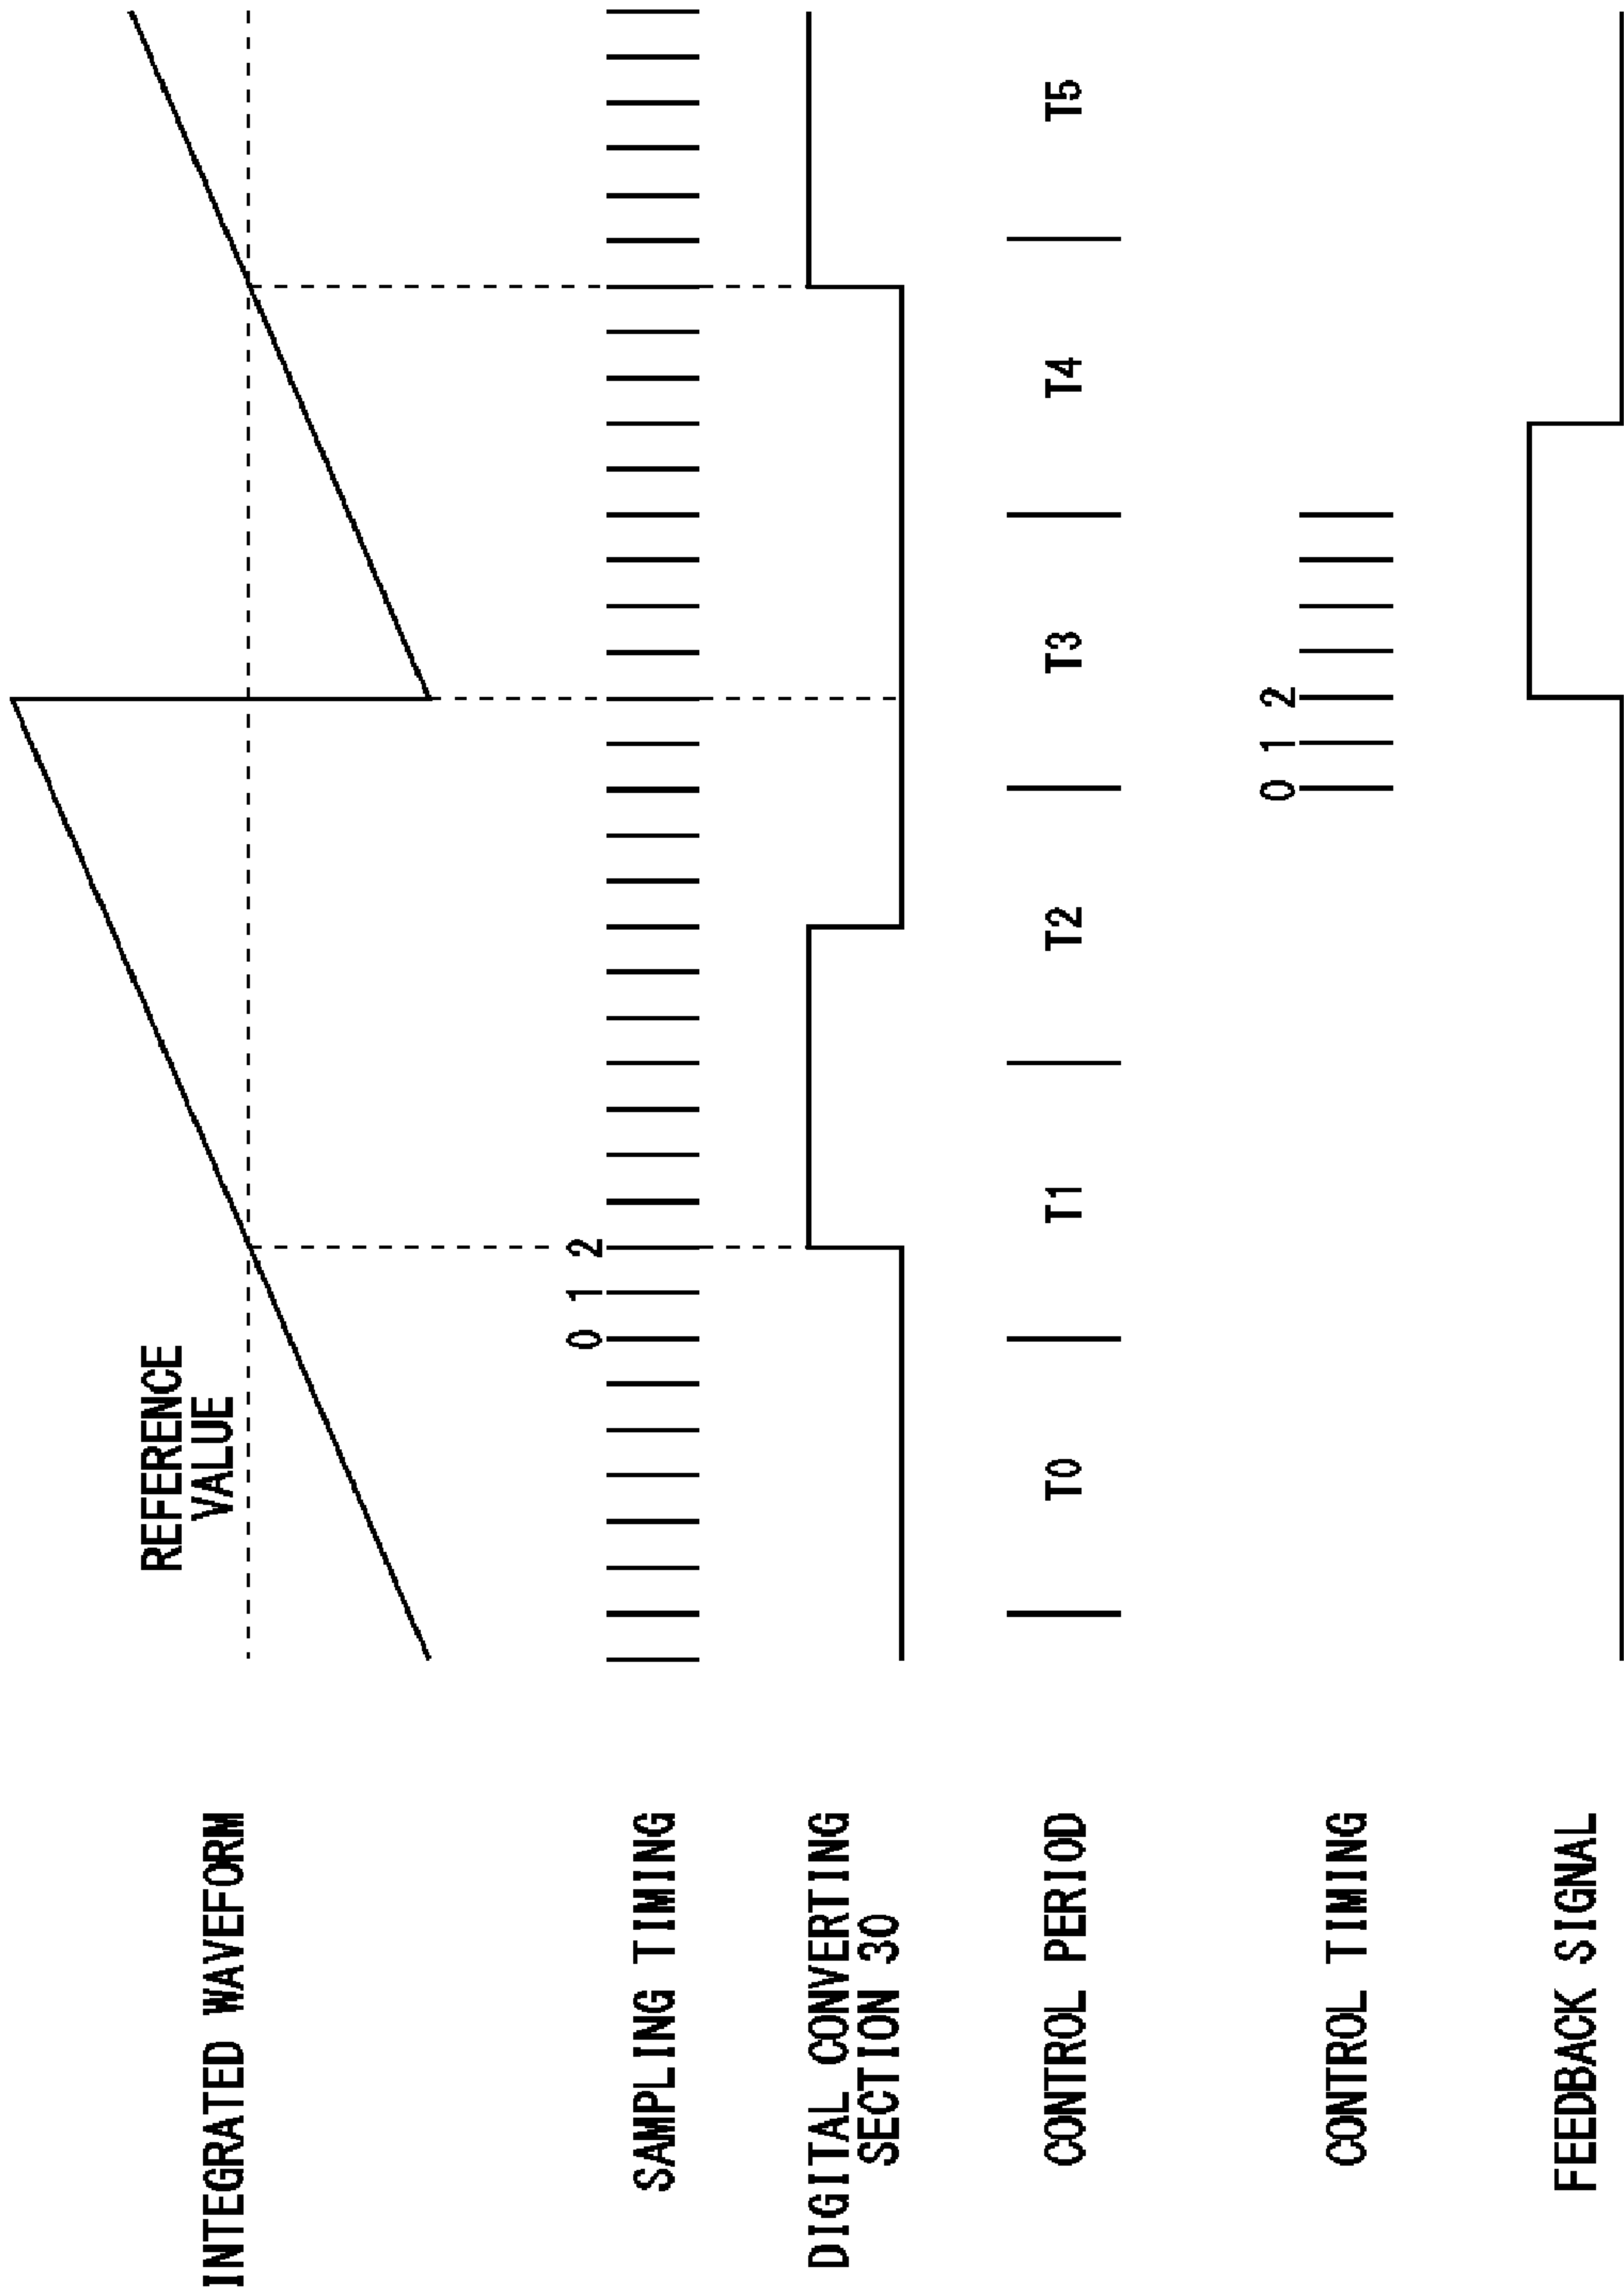 REFERENCE
VALUE
INTEGRATED WAVEFORM
0 1 2
SAMPLING TIMING
DIGITAL CONVERTING
SECTION 30
CONTROL PERIOD
T0 T1 T2 T3 T4 T5
0 1 2
CONTROL TIMING
FEEDBACK SIGNAL